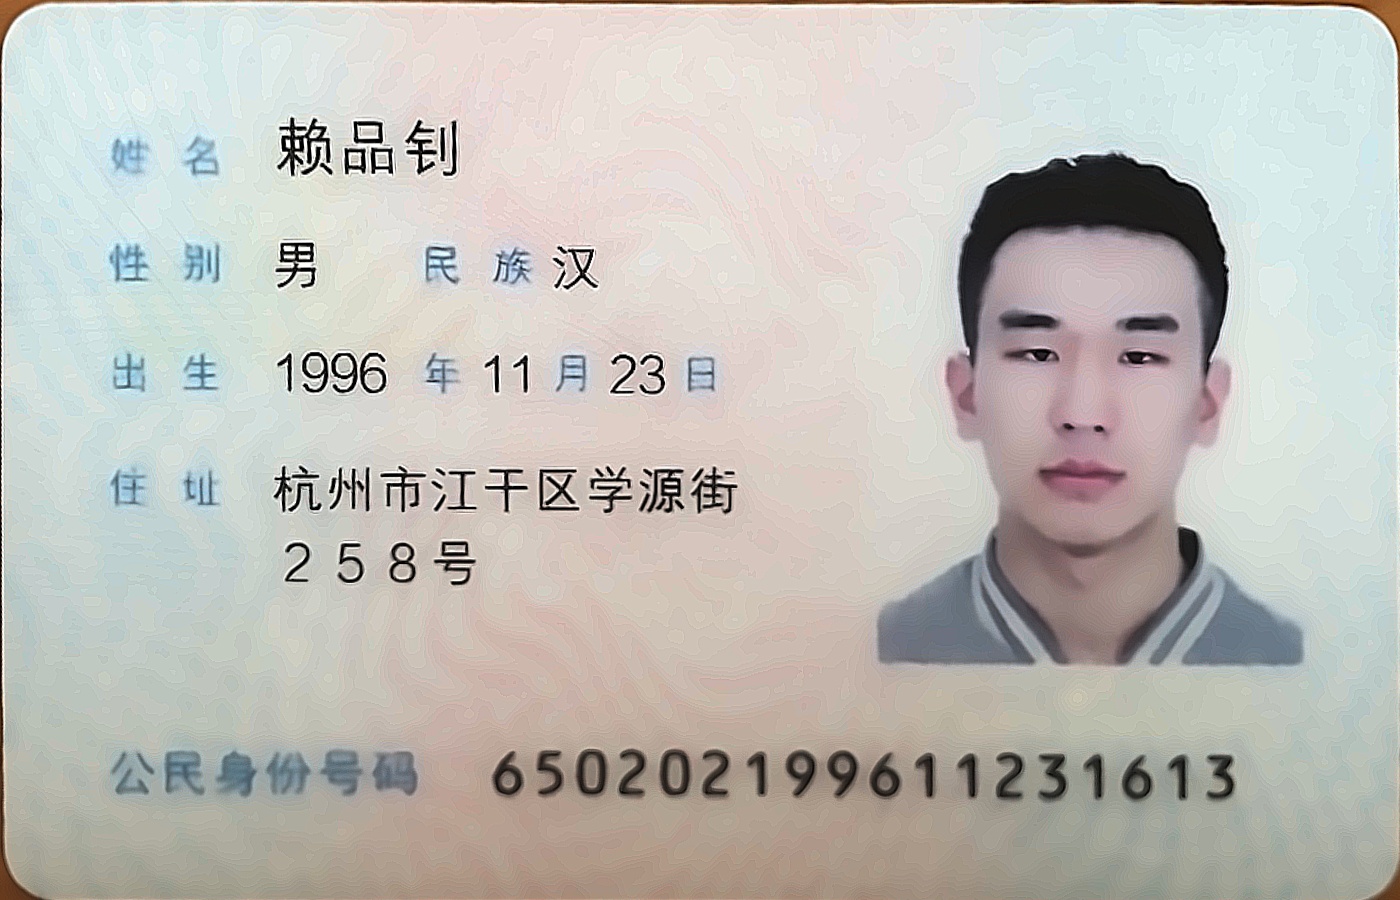 姓名 赖品钊
性别 男 民族 汉
出生 1996 年 11 月 23 日
住址 杭州市江干区学源街
258号
公民身份号码 650202199611231613